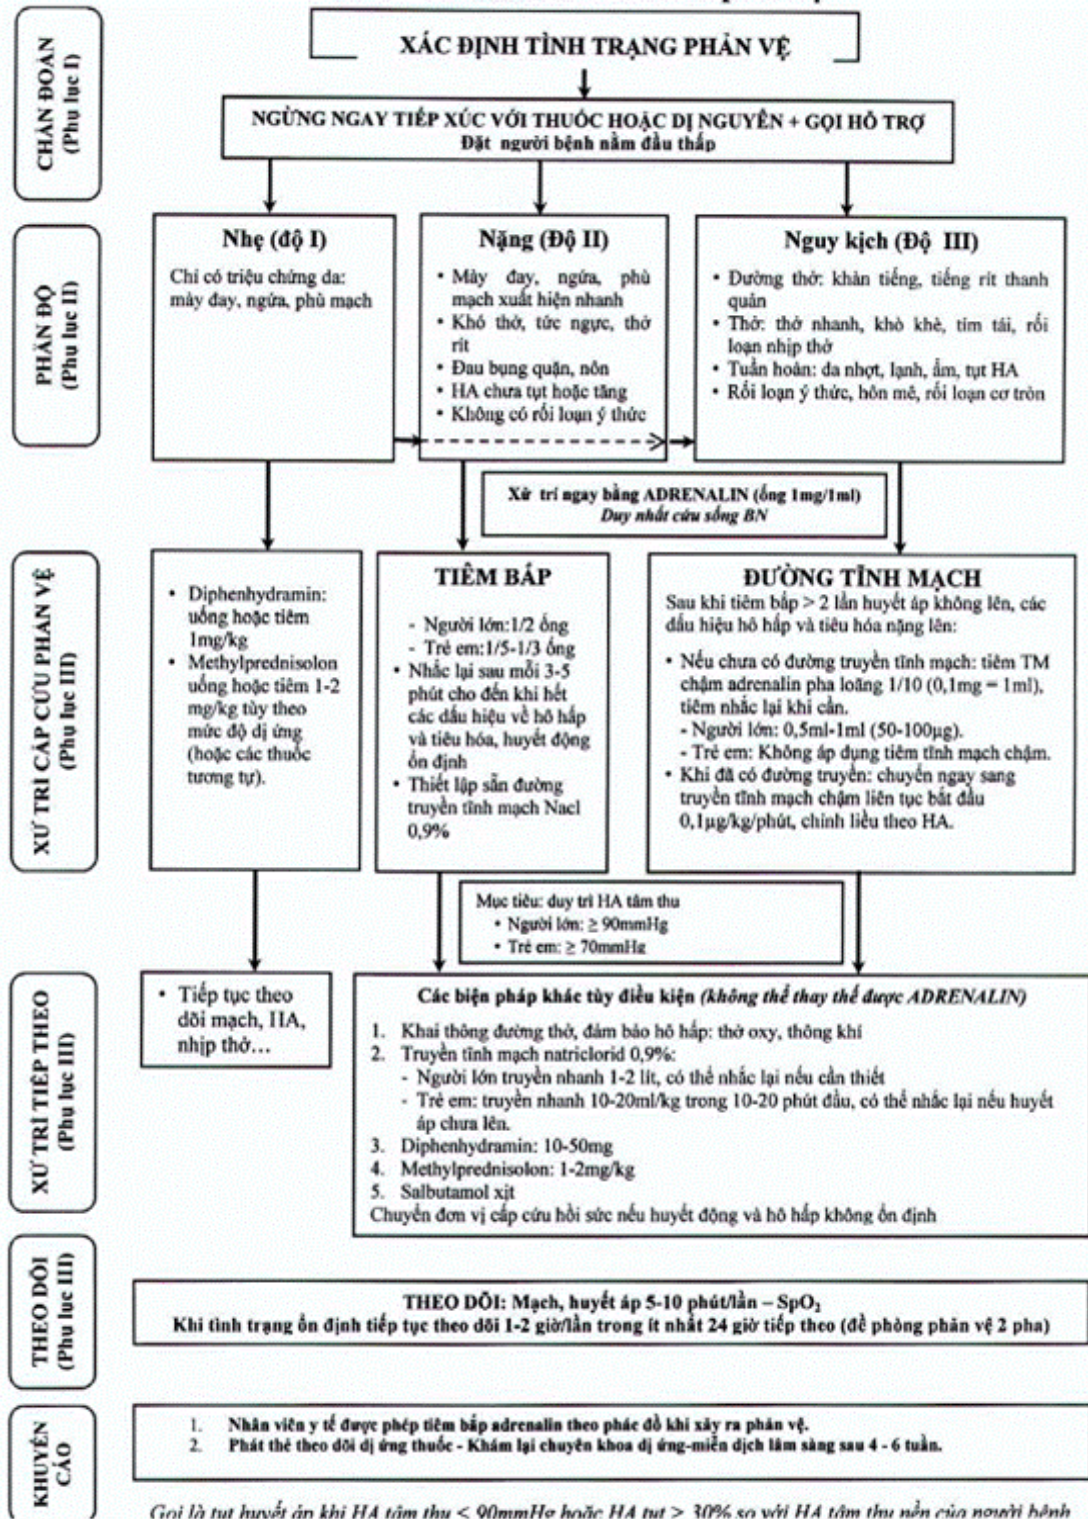 XÁC ĐỊNH TÌNH TRẠNG PHẢN VỆ
NGỪNG NGAY TIẾP XÚC VỚI THUỐC HOẶC DỊ NGUYÊN + GỌI HỖ TRỢ
Đặt người bệnh nằm đầu thấp
CHẨN ĐOÁN
(Phụ lục I)
PHÂN ĐỘ
(Phụ lục II)
Nhẹ (độ I)
Chỉ có triệu chứng da:
mày đay, ngứa, phù mạch
Nặng (Độ II)
• Mày đay, ngứa, phù
mạch xuất hiện nhanh
• Khó thở, tức ngực, thở
rít
• Đau bụng quặn, nôn
• HA chưa tụt hoặc tăng
• Không có rối loạn ý thức
Nguy kịch (Độ III)
• Đường thở: khàn tiếng, tiếng rít thanh
quản
• Thở: thở nhanh, khò khè, tím tái, rối
loạn nhịp thở
• Tuần hoàn: da nhợt, lạnh, ẩm, tụt HA
• Rối loạn ý thức, hôn mê, rối loạn cơ tròn
Xử trí ngay bằng ADRENALIN (ống 1mg/1ml)
Duy nhất cứu sống BN
XỬ TRÍ CẤP CỨU PHẢN VỆ
(Phụ lục III)
• Diphenhydramin:
uống hoặc tiêm
1mg/kg
• Methylprednisolon
uống hoặc tiêm 1-2
mg/kg tùy theo
mức độ dị ứng
(hoặc các thuốc
tương tự).
TIÊM BẮP
- Người lớn:1/2 ống
- Trẻ em:1/5-1/3 ống
• Nhắc lại sau mỗi 3-5
phút cho đến khi hết
các dấu hiệu về hô hấp
và tiêu hóa, huyết động
ổn định
• Thiết lập sẵn đường
truyền tĩnh mạch Nacl
0,9%
ĐƯỜNG TĨNH MẠCH
Sau khi tiêm bắp > 2 lần huyết áp không lên, các
dấu hiệu hô hấp và tiêu hóa nặng lên:
• Nếu chưa có đường truyền tĩnh mạch: tiêm TM
chậm adrenalin pha loãng 1/10 (0,1mg = 1ml),
tiêm nhắc lại khi cần.
- Người lớn: 0,5ml-1ml (50-100µg).
- Trẻ em: Không áp dụng tiêm tĩnh mạch chậm.
• Khi đã có đường truyền: chuyển ngay sang
truyền tĩnh mạch chậm liên tục bắt đầu
0,1µg/kg/phút, chỉnh liều theo HA.
Mục tiêu: duy trì HA tâm thu
• Người lớn: ≥ 90mmHg
• Trẻ em: ≥ 70mmHg
XỬ TRÍ TIẾP THEO
(Phụ lục III)
• Tiếp tục theo
dõi mạch, HA,
nhịp thở…
Các biện pháp khác tùy điều kiện (không thể thay thế được ADRENALIN)
1. Khai thông đường thở, đảm bảo hô hấp: thở oxy, thông khí
2. Truyền tĩnh mạch natriclorid 0,9%:
- Người lớn truyền nhanh 1-2 lít, có thể nhắc lại nếu cần thiết
- Trẻ em: truyền nhanh 10-20ml/kg trong 10-20 phút đầu, có thể nhắc lại nếu huyết
áp chưa lên.
3. Diphenhydramin: 10-50mg
4. Methylprednisolon: 1-2mg/kg
5. Salbutamol xịt
Chuyển đơn vị cấp cứu hồi sức nếu huyết động và hô hấp không ổn định
THEO DÕI
(Phụ lục III)
THEO DÕI: Mạch, huyết áp 5-10 phút/lần – SpO₂
Khi tình trạng ổn định tiếp tục theo dõi 1-2 giờ/lần trong ít nhất 24 giờ tiếp theo (đề phòng phản vệ 2 pha)
KHUYẾN
CÁO
1. Nhân viên y tế được phép tiêm bắp adrenalin theo phác đồ khi xảy ra phản vệ.
2. Phát thẻ theo dõi dị ứng thuốc - Khám lại chuyên khoa dị ứng-miễn dịch lâm sàng sau 4 - 6 tuần.
Gọi là tụt huyết áp khi HA tâm thu < 90mmHg hoặc HA tụt > 30% so với HA tâm thu nền của người bệnh